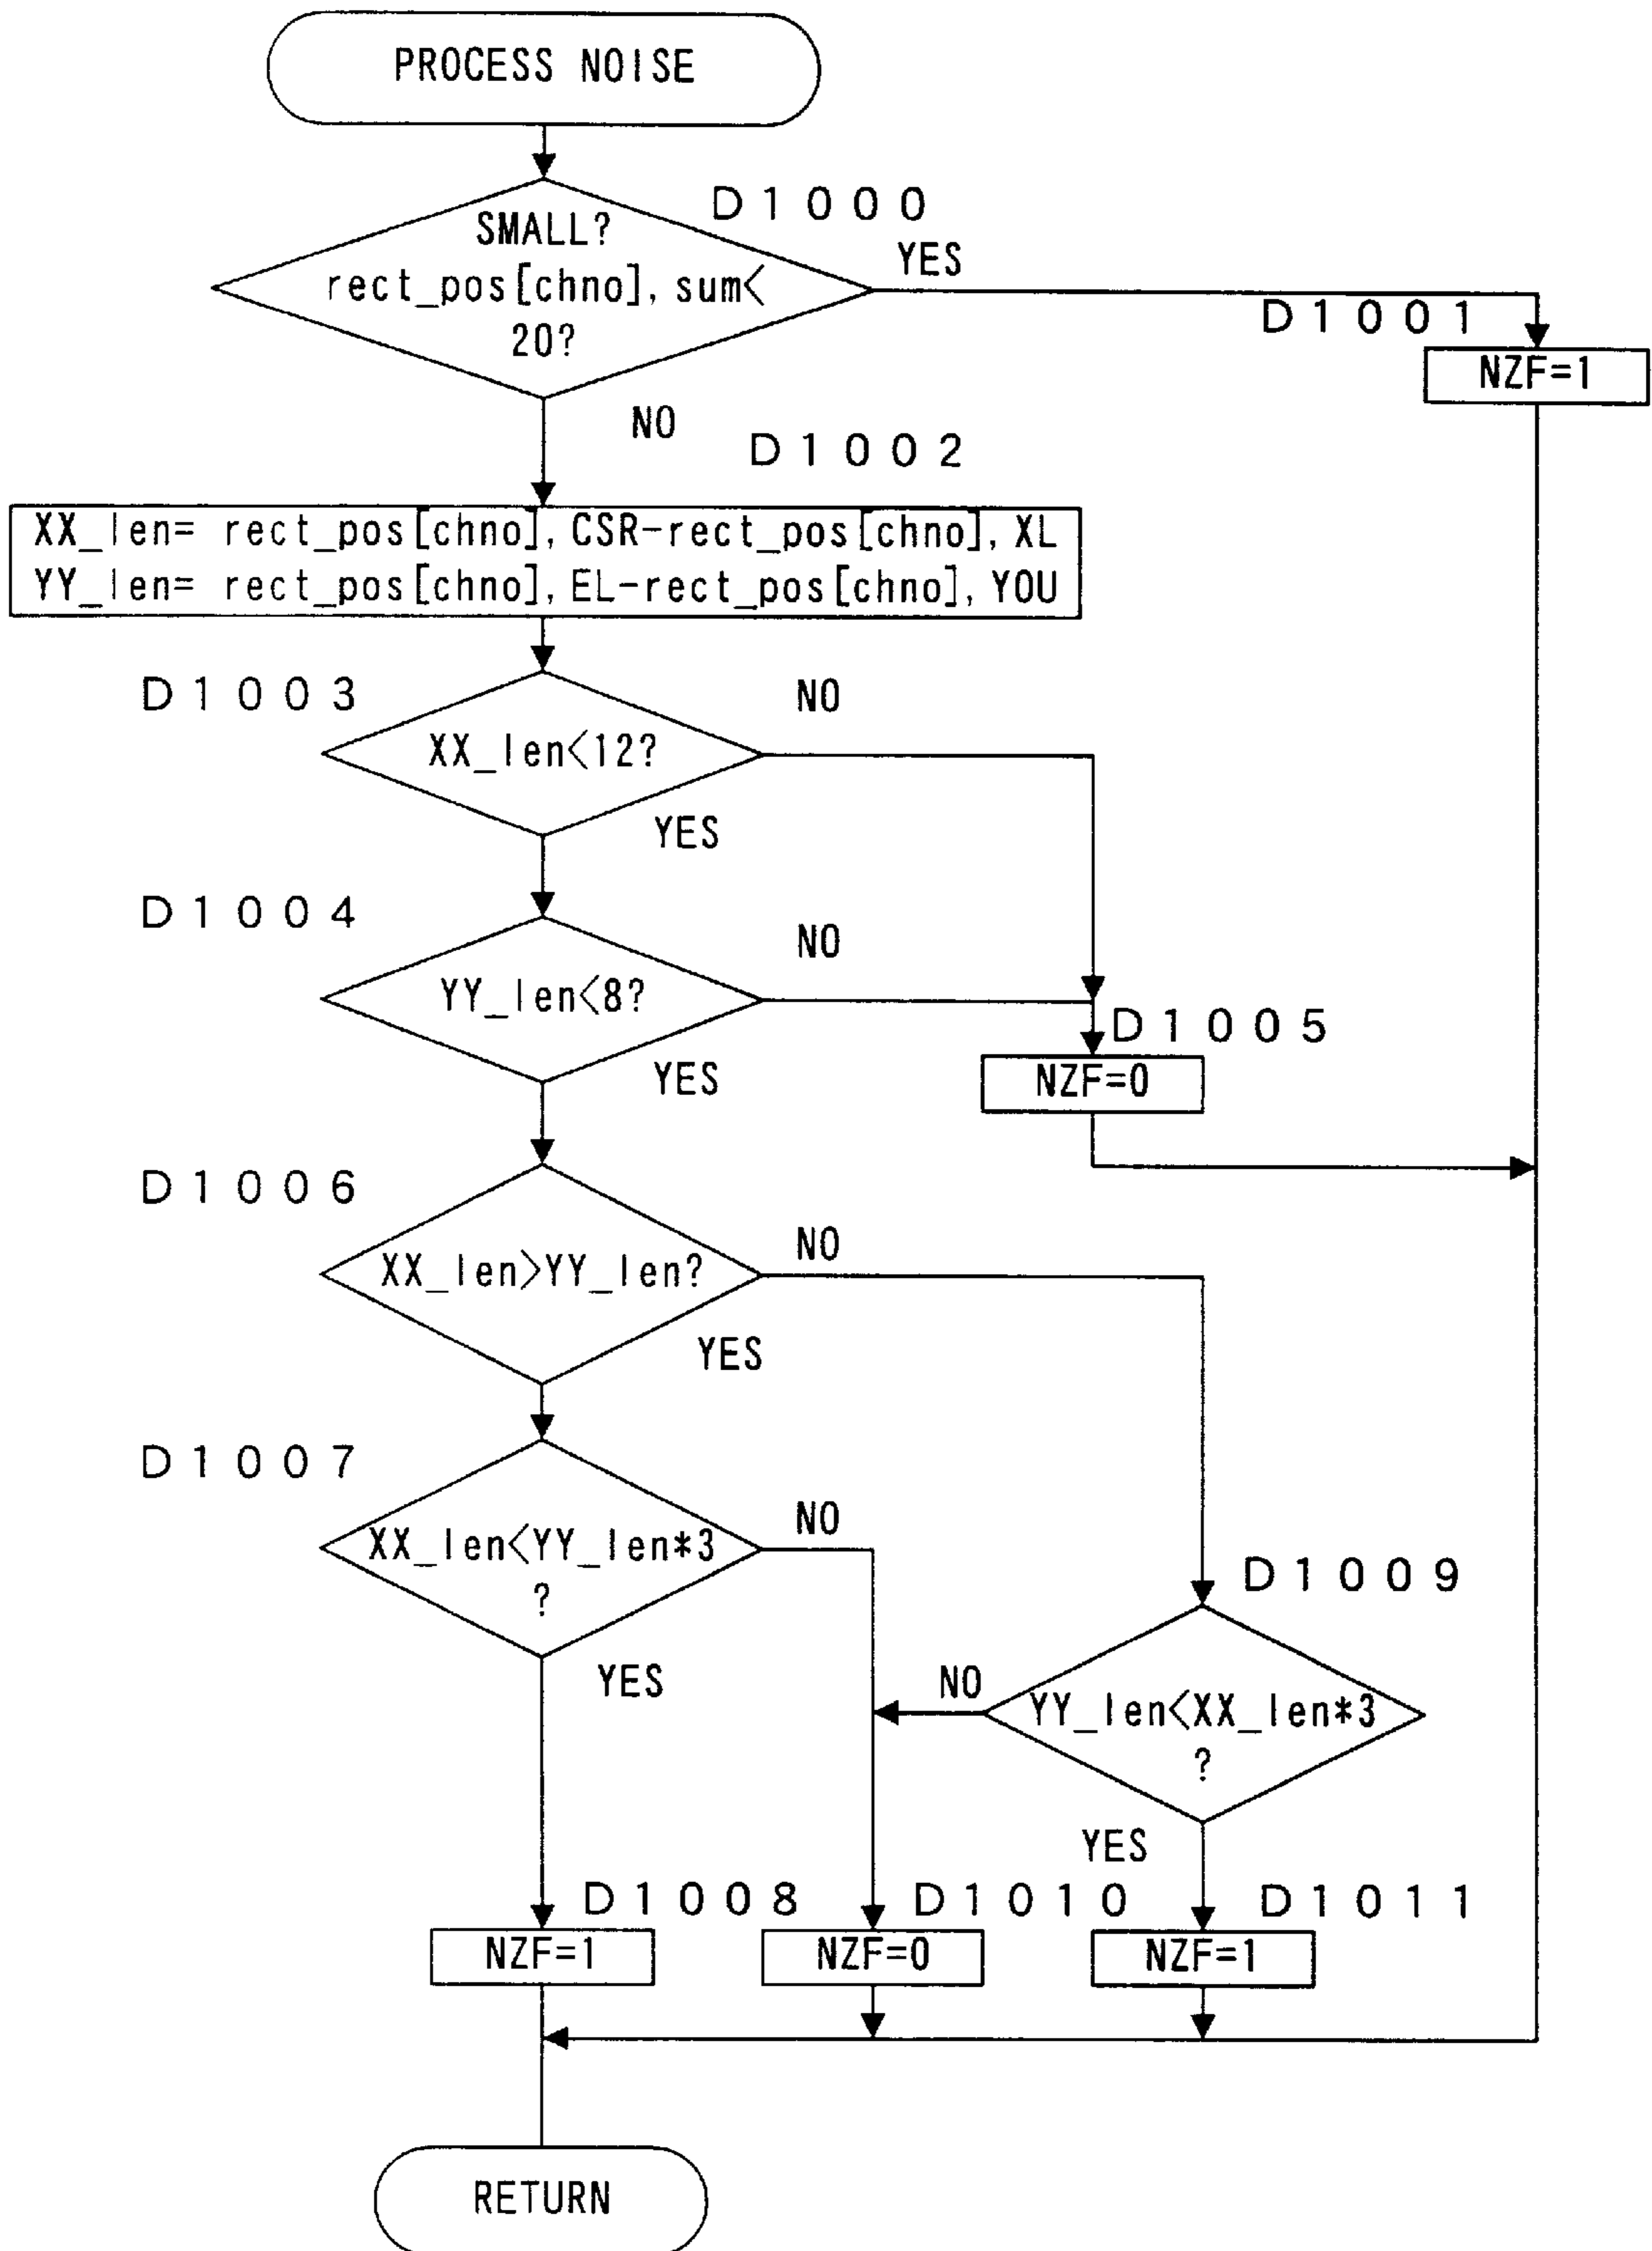 PROCESS NOISE
D1000
SMALL?
rect_pos[chno], sum<
20?
YES
D1001
NZF=1
NO
D1002
XX_len= rect_pos[chno], CSR-rect_pos[chno], XL
YY_len= rect_pos[chno], EL-rect_pos[chno], YOU
D1003
NO
XX_len<12?
YES
D1004
NO
YY_len<8?
D1005
YES
NZF=0
D1006
NO
XX_len>YY_len?
YES
D1007
NO
XX_len<YY_len*3
?
D1009
YES
NO
YY_len<XX_len*3
?
YES
D1008
D1010
D1011
NZF=1
NZF=0
NZF=1
RETURN